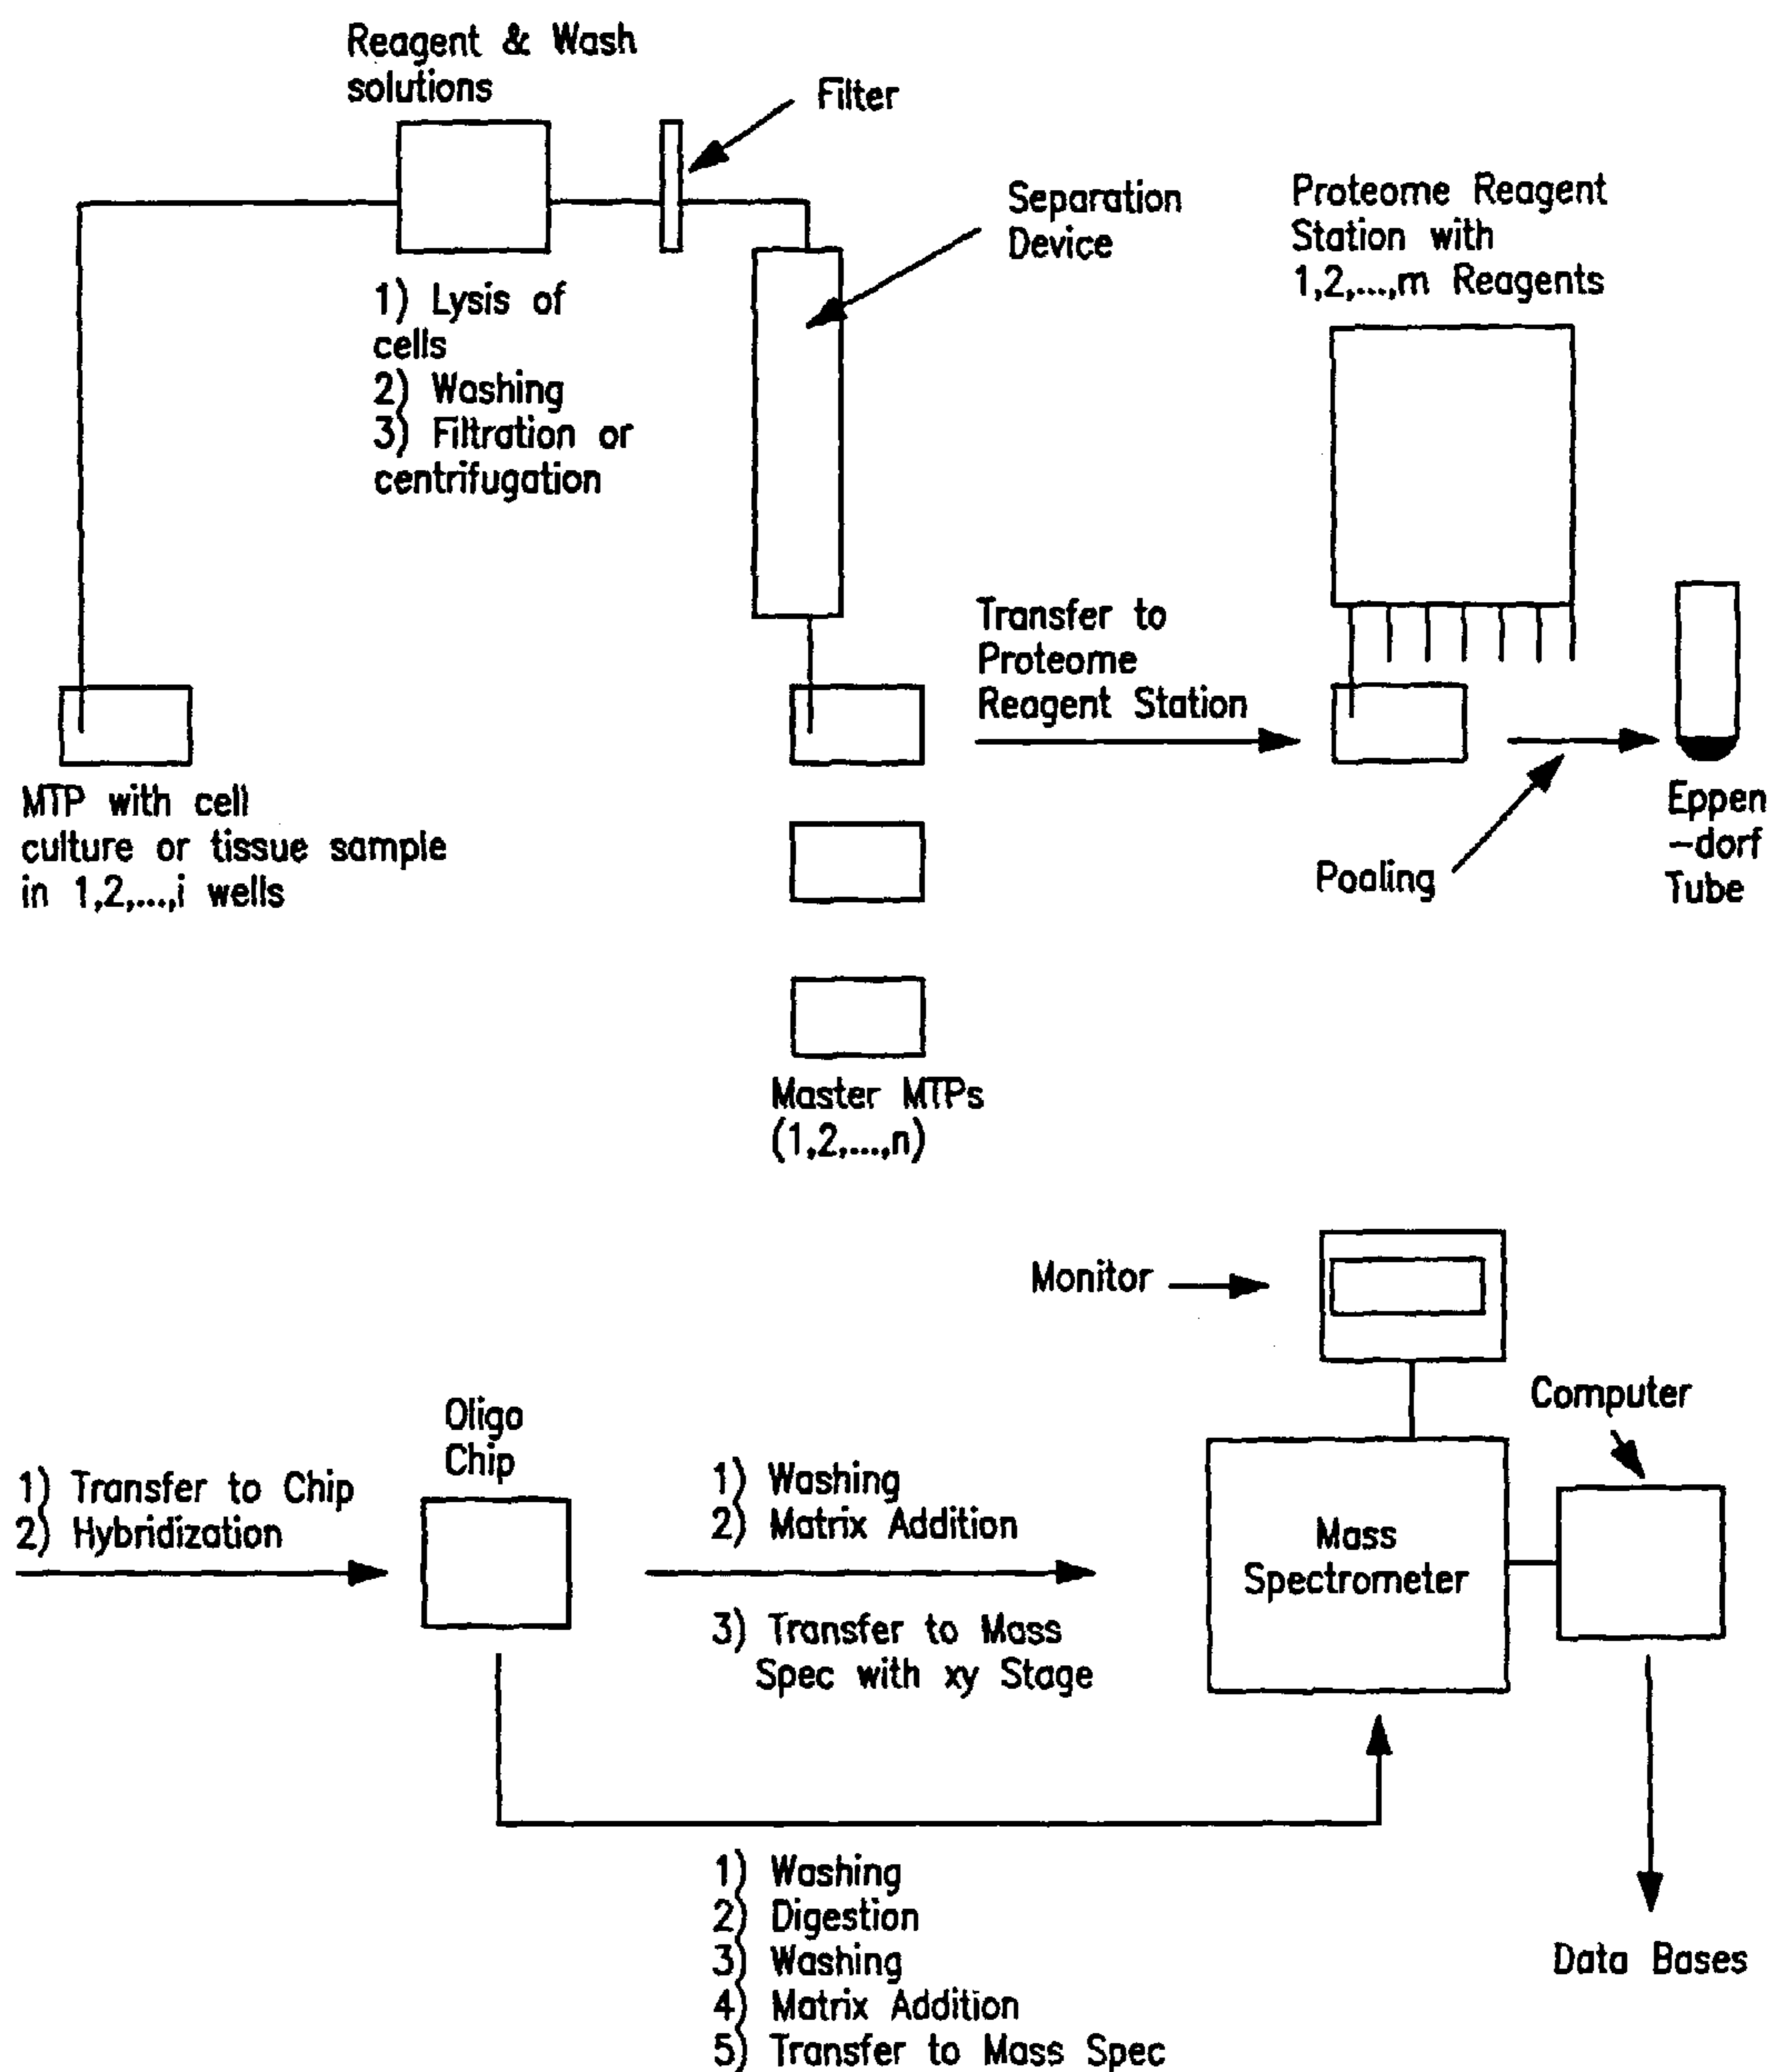 Reagent & Wash
solutions
Filter
1) Lysis of
cells
2) Washing
3) Filtration or
centrifugation
Separation
Device
Proteome Reagent
Station with
1,2,...,m Reagents
Transfer to
Proteome
Reagent Station
MTP with cell
culture or tissue sample
in 1,2,...,i wells
Pooling
Eppen
-dorf
Tube
Master MTPs
(1,2,...,n)
Monitor
Computer
Oligo
Chip
1) Transfer to Chip
2) Hybridization
1) Washing
2) Matrix Addition
3) Transfer to Mass
Spec with xy Stage
Mass
Spectrometer
1) Washing
2) Digestion
3) Washing
4) Matrix Addition
5) Transfer to Mass Spec
Data Bases